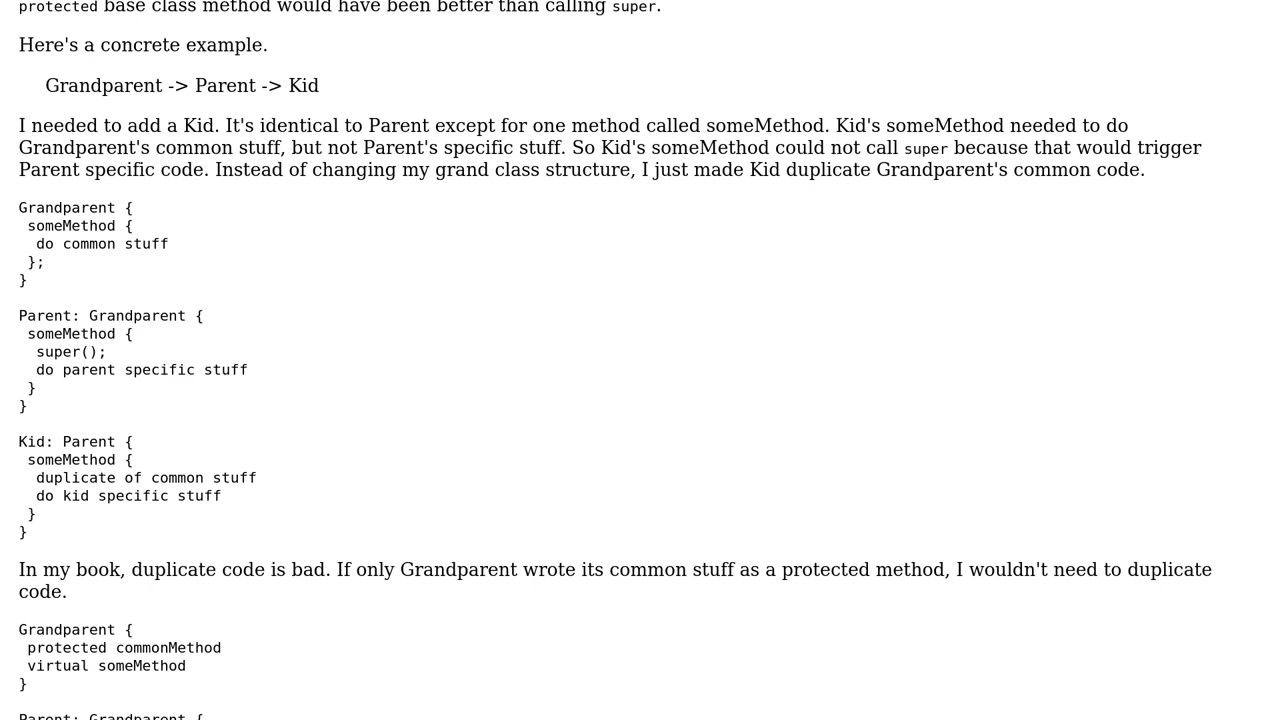 protected base class method would have been better than calling super.
Here's a concrete example.
Grandparent -> Parent -> Kid
I needed to add a Kid. It's identical to Parent except for one method called someMethod. Kid's someMethod needed to do
Grandparent's common stuff, but not Parent's specific stuff. So Kid's someMethod could not call super because that would trigger
Parent specific code. Instead of changing my grand class structure, I just made Kid duplicate Grandparent's common code.
Grandparent {
 someMethod {
  do common stuff
 };
}
Parent: Grandparent {
 someMethod {
  super();
  do parent specific stuff
 }
}
Kid: Parent {
 someMethod {
  duplicate of common stuff
  do kid specific stuff
 }
}
In my book, duplicate code is bad. If only Grandparent wrote its common stuff as a protected method, I wouldn't need to duplicate
code.
Grandparent {
 protected commonMethod
 virtual someMethod
}
Parent: Grandparent {